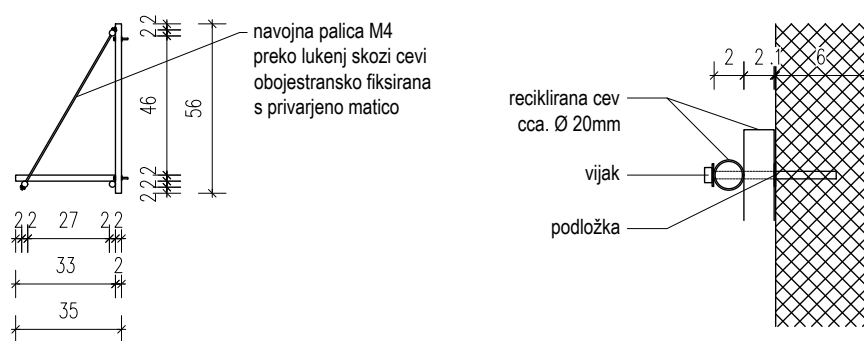 navojna palica M4
preko lukenj skozi cevi
obojestransko fiksirana
s privarjeno matico
2 2
46
56
2 2 2
2 2 27 2 2
33 2
35
2 2 .1 6
reciklirana cev
cca. Ø 20mm
vijak
podložka